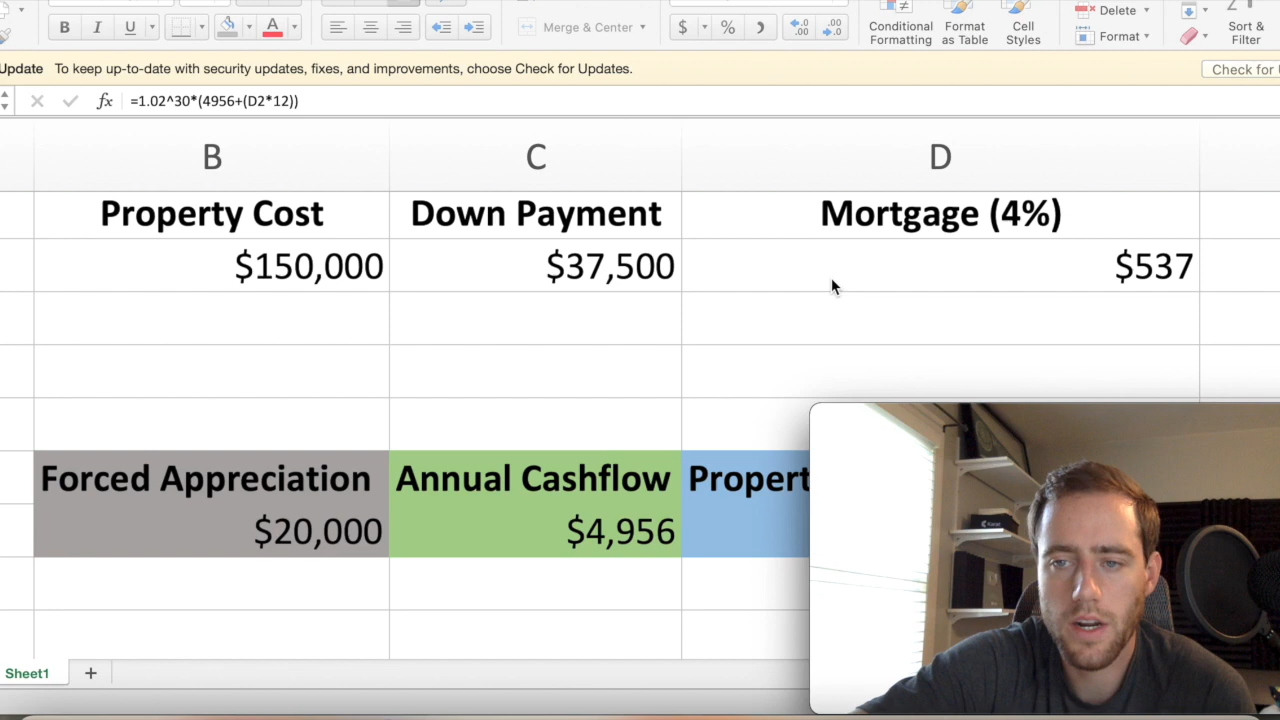 Delete
B I U A Merge & Center $ % Conditional Formatting Format as Table Cell Styles Format Sort & Filter
Update To keep up-to-date with security updates, fixes, and improvements, choose Check for Updates. Check for
fx =1.02^30*(4956+(D2*12))
B C D
Property Cost Down Payment Mortgage (4%)
$150,000 $37,500 $537
Forced Appreciation Annual Cashflow Propert
$20,000 $4,956
Sheet1 +